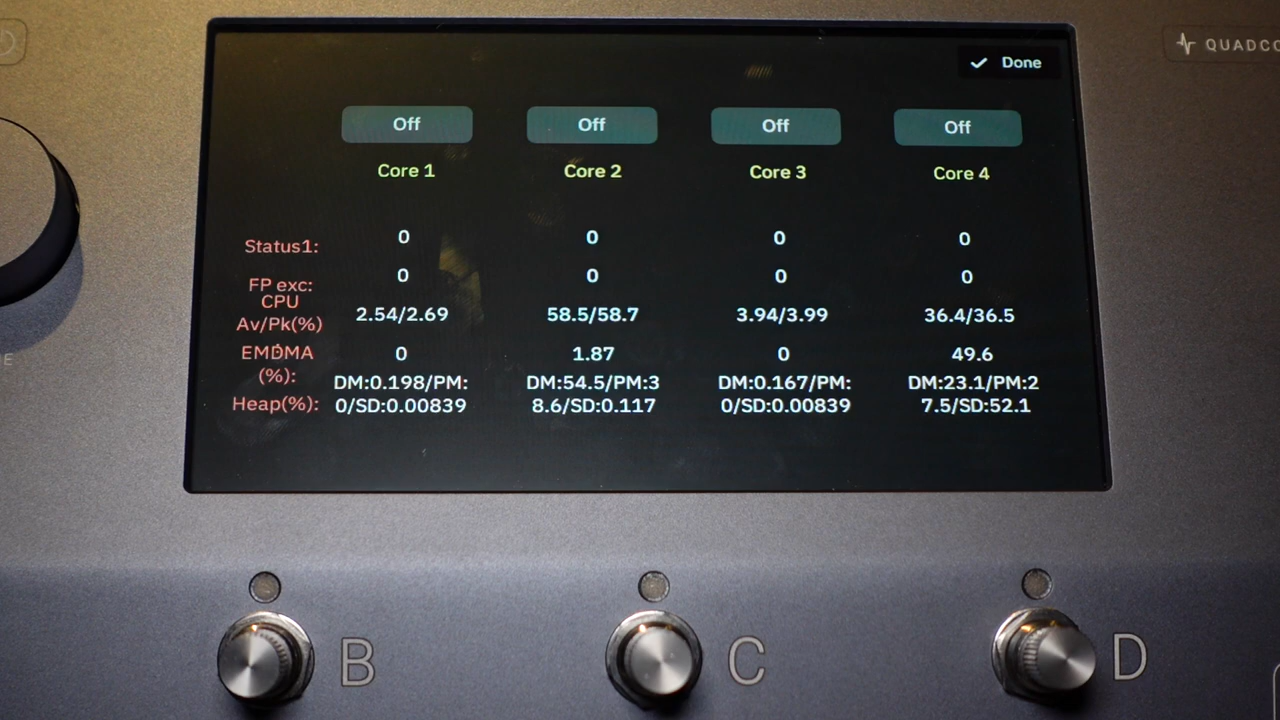 QUADCO
Done
Off Off Off Off
Core 1 Core 2 Core 3 Core 4
Status1: 0 0 0 0
FP exc: 0 0 0 0
CPU
Av/Pk(%) 2.54/2.69 58.5/58.7 3.94/3.99 36.4/36.5
EMDMA 0 1.87 0 49.6
(%):
DM:0.198/PM: DM:54.5/PM:3 DM:0.167/PM: DM:23.1/PM:2
Heap(%): 0/SD:0.00839 8.6/SD:0.117 0/SD:0.00839 7.5/SD:52.1
E
B C D